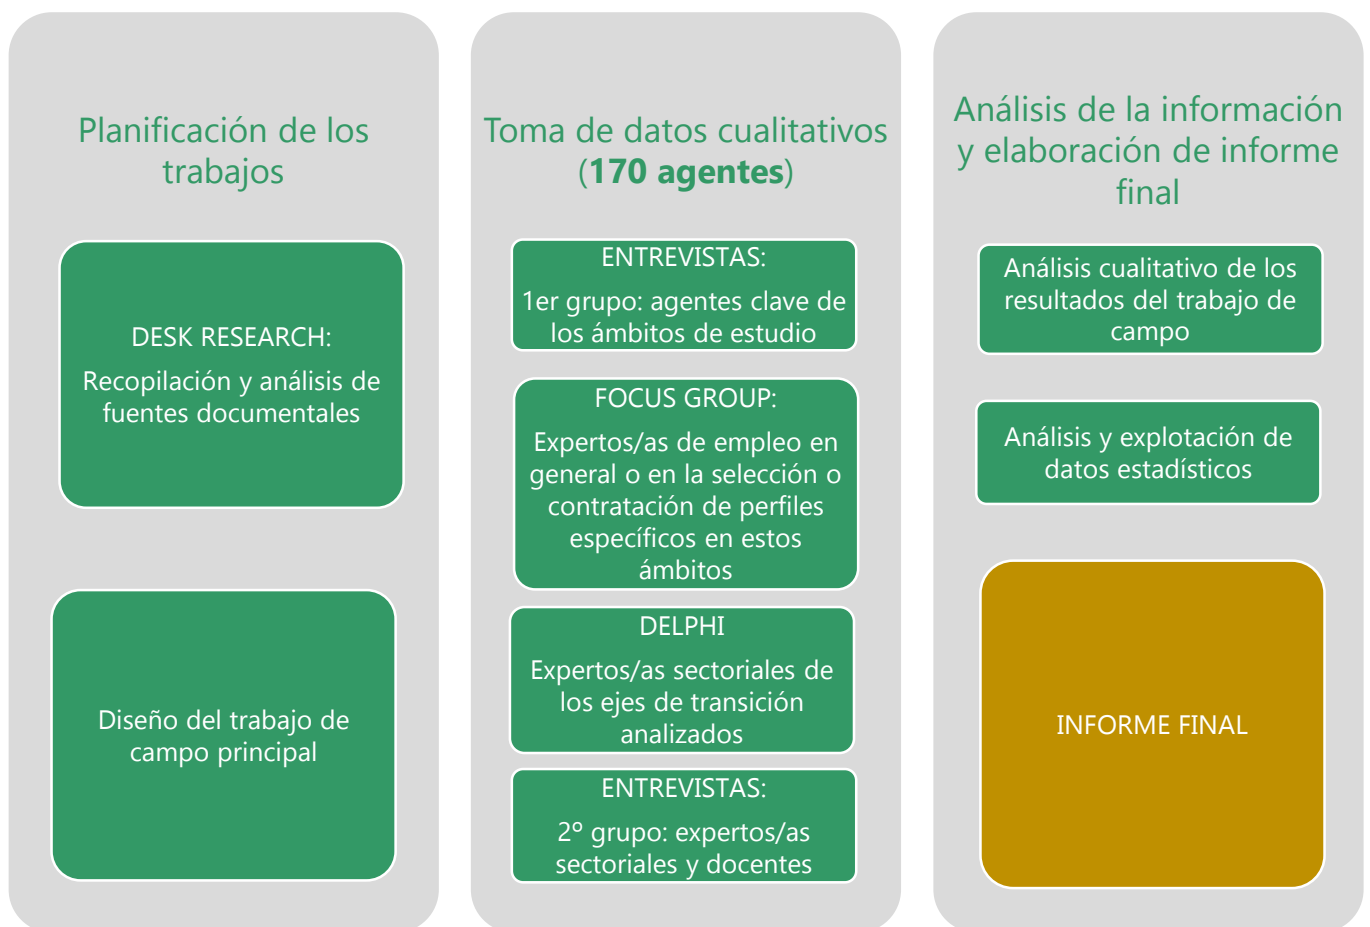 Planificación de los
trabajos
DESK RESEARCH:
Recopilación y análisis de
fuentes documentales
Diseño del trabajo de
campo principal
Toma de datos cualitativos
(170 agentes)
ENTREVISTAS:
1er grupo: agentes clave de
los ámbitos de estudio
FOCUS GROUP:
Expertos/as de empleo en
general o en la selección o
contratación de perfiles
específicos en estos
ámbitos
DELPHI
Expertos/as sectoriales de
los ejes de transición
analizados
ENTREVISTAS:
2º grupo: expertos/as
sectoriales y docentes
Análisis de la información
y elaboración de informe
final
Análisis cualitativo de los
resultados del trabajo de
campo
Análisis y explotación de
datos estadísticos
INFORME FINAL